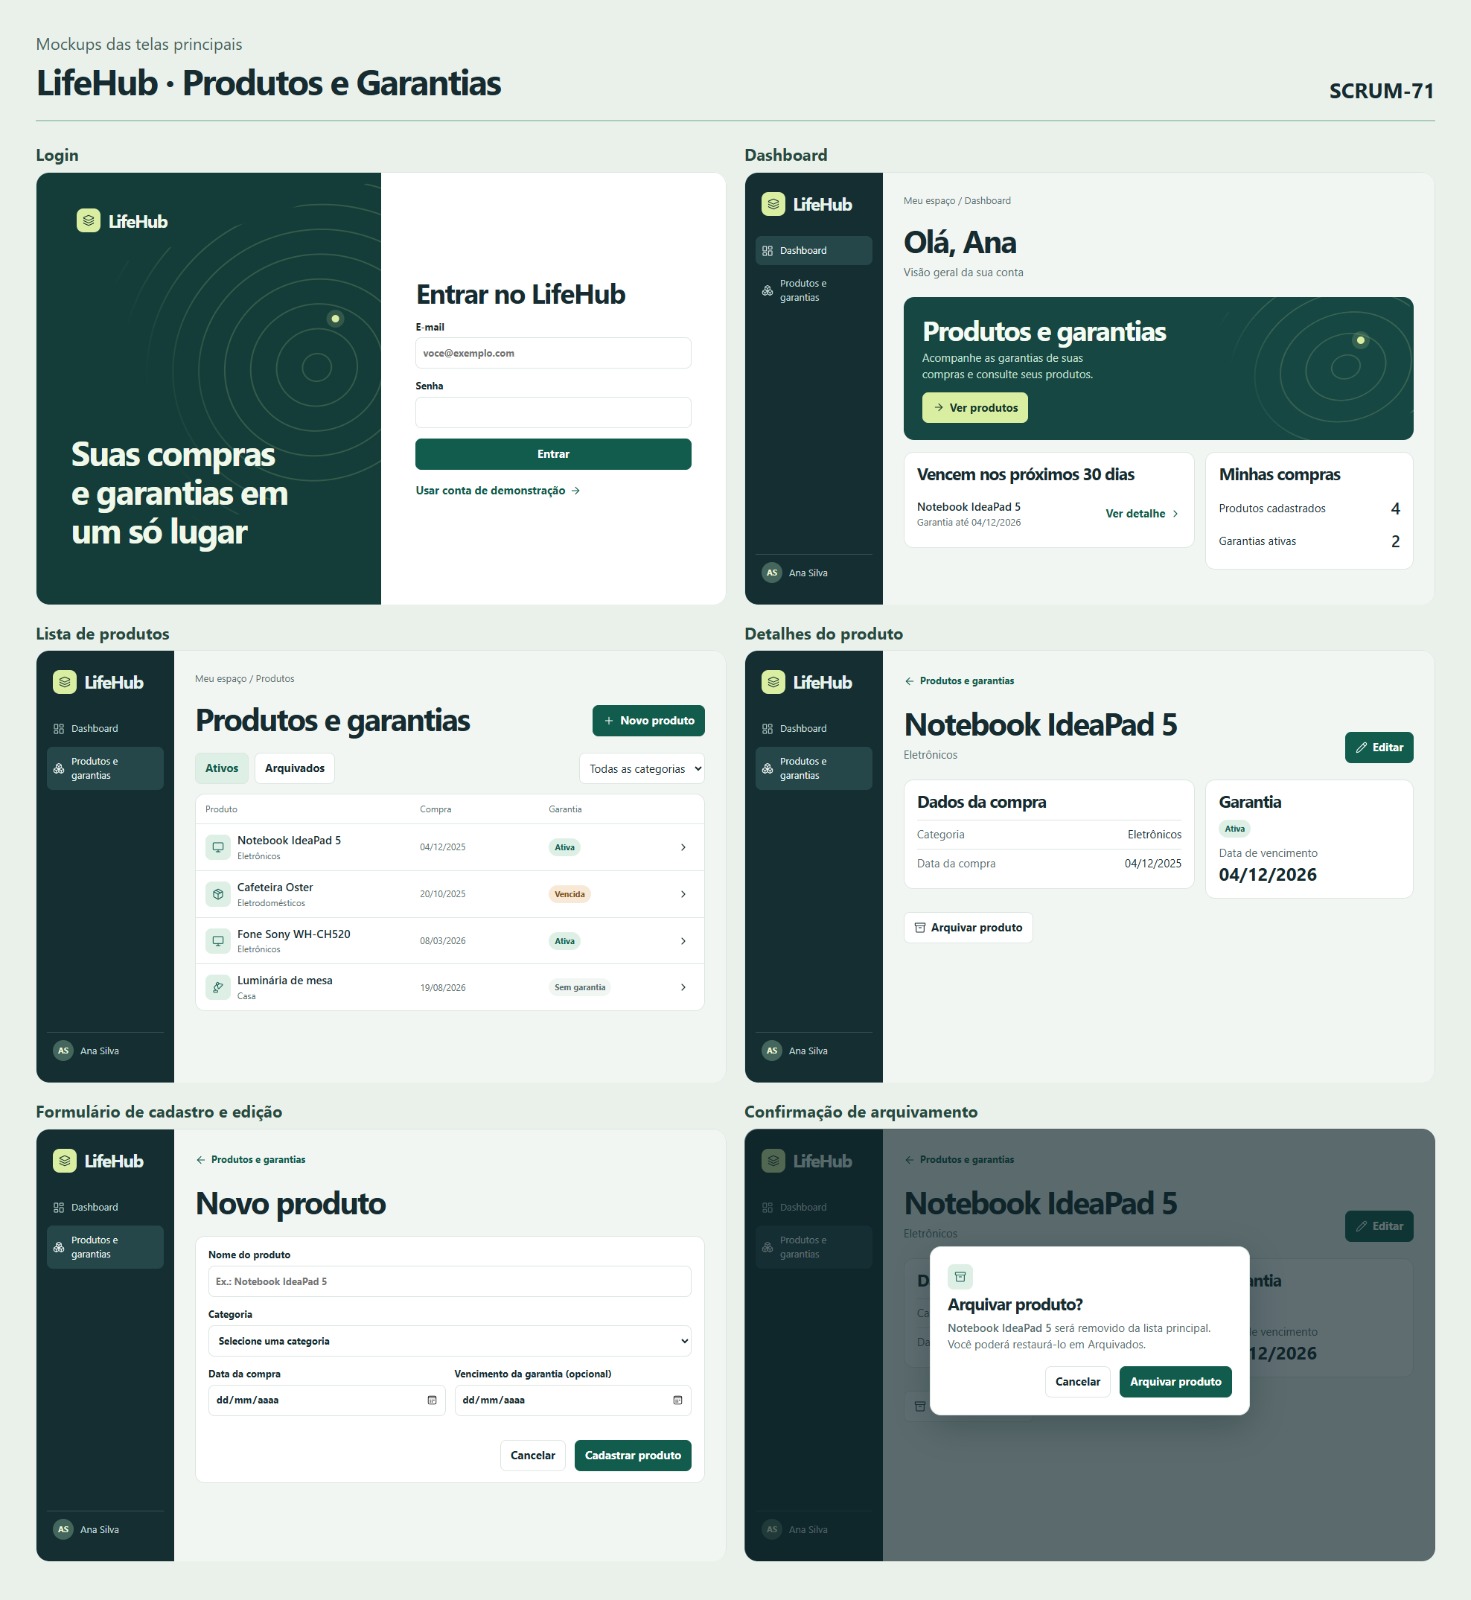 Mockups das telas principais
LifeHub · Produtos e Garantias
SCRUM-71
Login
LifeHub
Suas compras
e garantias em
um só lugar
Entrar no LifeHub
E-mail
voce@exemplo.com
Senha
Entrar
Usar conta de demonstração →
Dashboard
LifeHub
Dashboard
Produtos e
garantias
AS Ana Silva
Meu espaço / Dashboard
Olá, Ana
Visão geral da sua conta
Produtos e garantias
Acompanhe as garantias de suas
compras e consulte seus produtos.
→ Ver produtos
Vencem nos próximos 30 dias
Notebook IdeaPad 5
Garantia até 04/12/2026
Ver detalhe
Minhas compras
Produtos cadastrados 4
Garantias ativas 2
Lista de produtos
LifeHub
Dashboard
Produtos e
garantias
AS Ana Silva
Meu espaço / Produtos
Produtos e garantias
+ Novo produto
Ativos Arquivados
Todas as categorias
Produto Compra Garantia
Notebook IdeaPad 5
Eletrônicos
04/12/2025
Ativa
Cafeteira Oster
Eletrodomésticos
20/10/2025
Vencida
Fone Sony WH-CH520
Eletrônicos
08/03/2026
Ativa
Luminária de mesa
Casa
19/08/2026
Sem garantia
Detalhes do produto
LifeHub
Dashboard
Produtos e
garantias
AS Ana Silva
← Produtos e garantias
Notebook IdeaPad 5
Eletrônicos
Editar
Dados da compra
Categoria Eletrônicos
Data da compra 04/12/2025
Garantia
Ativa
Data de vencimento
04/12/2026
Arquivar produto
Formulário de cadastro e edição
LifeHub
Dashboard
Produtos e
garantias
AS Ana Silva
← Produtos e garantias
Novo produto
Nome do produto
Ex.: Notebook IdeaPad 5
Categoria
Selecione uma categoria
Data da compra
dd/mm/aaaa
Vencimento da garantia (opcional)
dd/mm/aaaa
Cancelar
Cadastrar produto
Confirmação de arquivamento
LifeHub
Dashboard
Produtos e
garantias
AS Ana Silva
← Produtos e garantias
Notebook IdeaPad 5
Eletrônicos
Editar
Arquivar produto?
Notebook IdeaPad 5 será removido da lista principal.
Você poderá restaurá-lo em Arquivados.
Cancelar
Arquivar produto